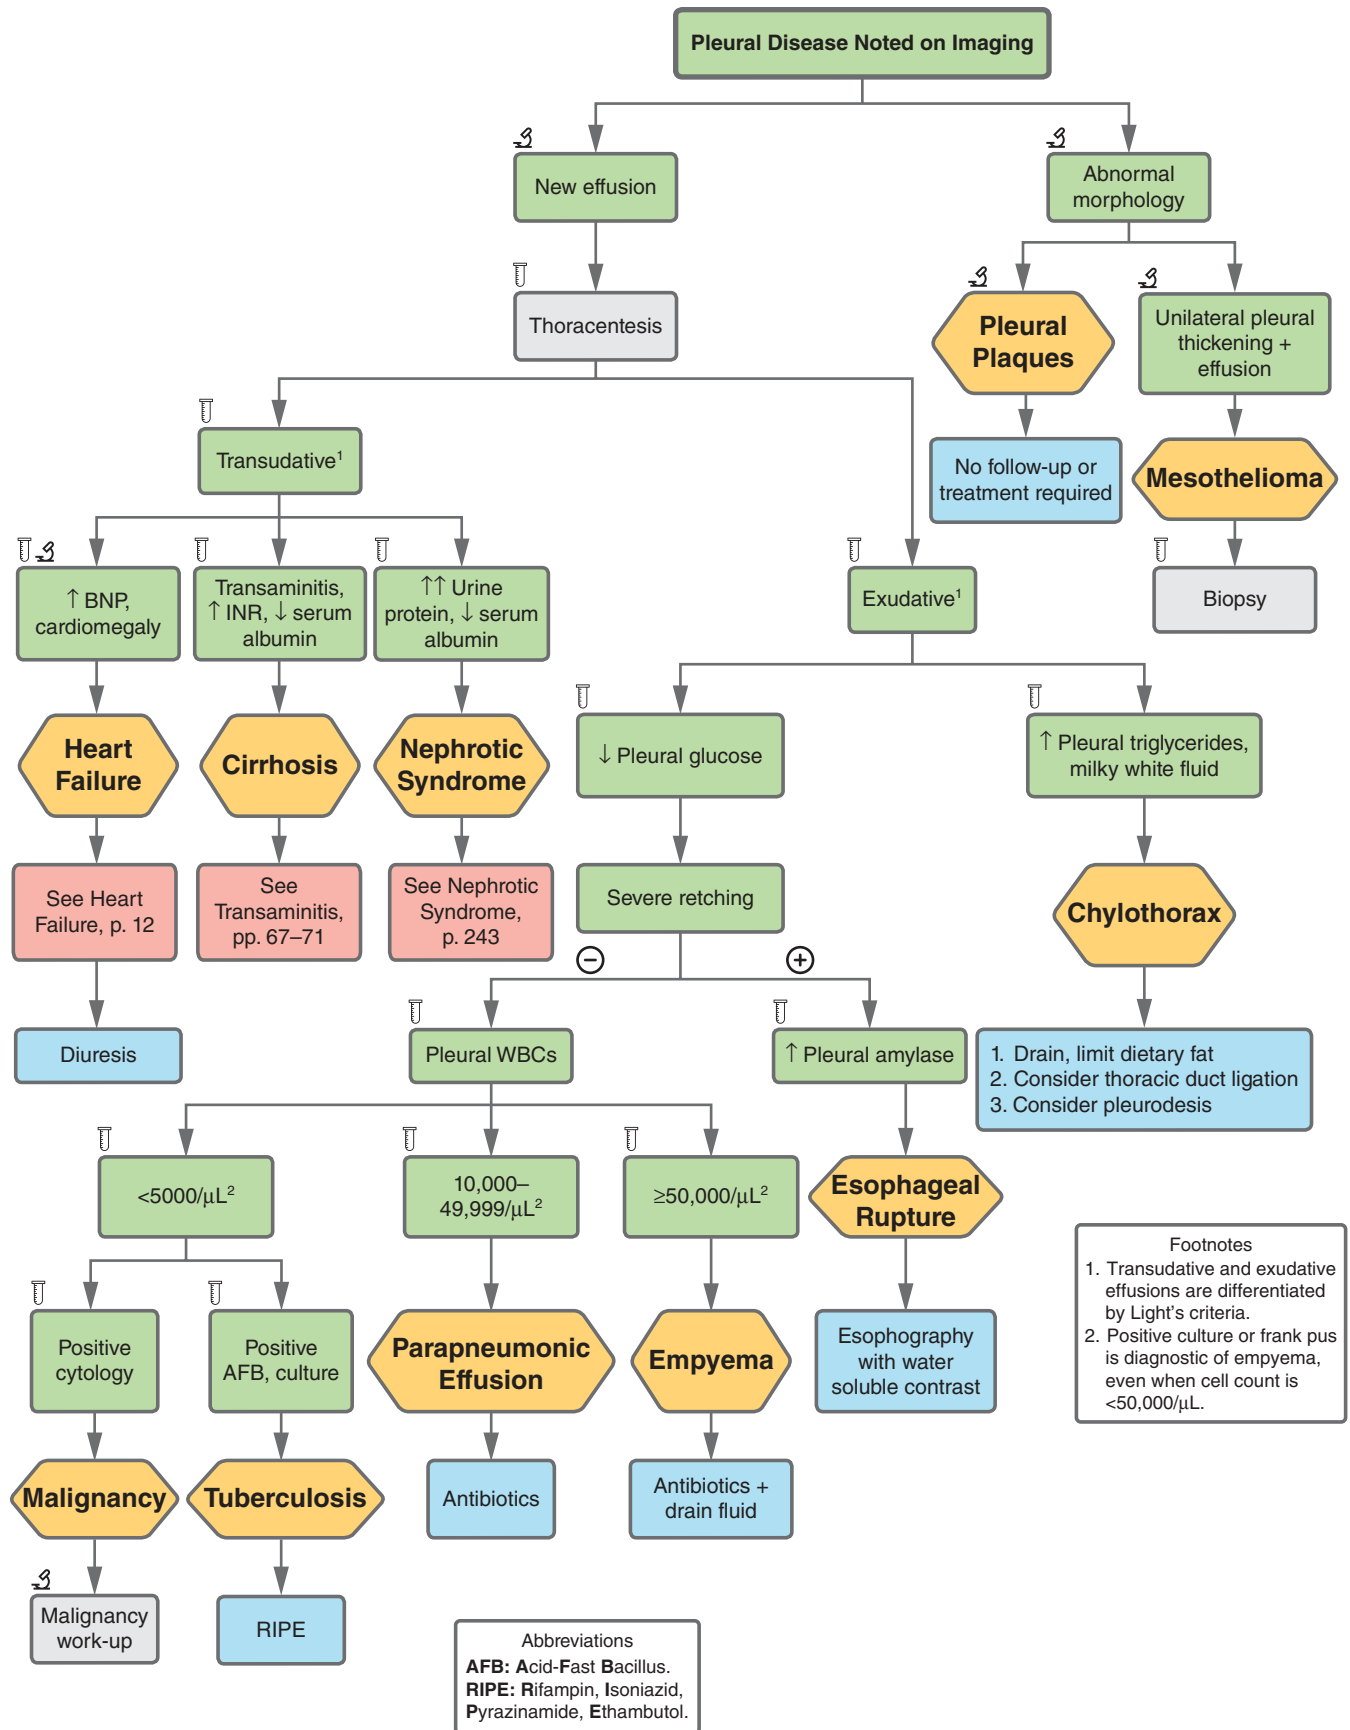 Pleural Disease Noted on Imaging
New effusion
Abnormal
morphology
Thoracentesis
Pleural
Plaques
Unilateral pleural
thickening +
effusion
Transudative¹
No follow-up or
treatment required
Mesothelioma
↑ BNP,
cardiomegaly
Transaminitis,
↑ INR, ↓ serum
albumin
↑↑ Urine
protein, ↓ serum
albumin
Exudative¹
Biopsy
Heart
Failure
Cirrhosis
Nephrotic
Syndrome
↓ Pleural glucose
↑ Pleural triglycerides,
milky white fluid
See Heart
Failure, p. 12
See
Transaminitis,
pp. 67–71
See Nephrotic
Syndrome,
p. 243
Severe retching
Chylothorax
−
+
Diuresis
Pleural WBCs
↑ Pleural amylase
1. Drain, limit dietary fat
2. Consider thoracic duct ligation
3. Consider pleurodesis
<5000/μL²
10,000–
49,999/μL²
≥50,000/μL²
Esophageal
Rupture
Positive
cytology
Positive
AFB, culture
Parapneumonic
Effusion
Empyema
Esophography
with water
soluble contrast
Footnotes
1. Transudative and exudative
effusions are differentiated
by Light's criteria.
2. Positive culture or frank pus
is diagnostic of empyema,
even when cell count is
<50,000/μL.
Malignancy
Tuberculosis
Antibiotics
Antibiotics +
drain fluid
Malignancy
work-up
RIPE
Abbreviations
AFB: Acid-Fast Bacillus.
RIPE: Rifampin, Isoniazid,
Pyrazinamide, Ethambutol.